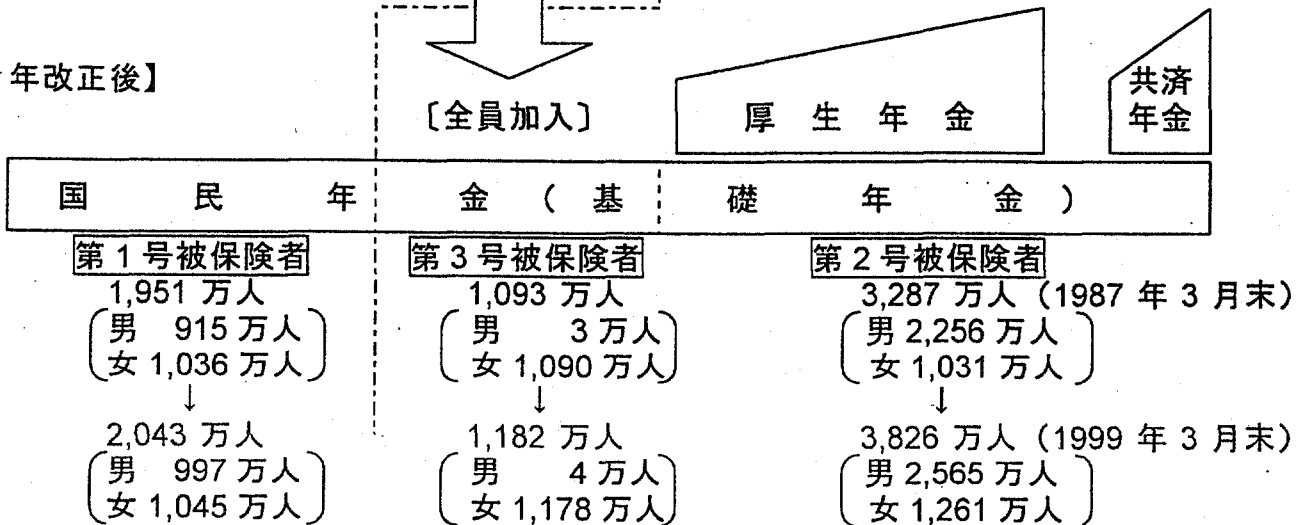 年改正後】
〔全員加入〕
厚生年金
共済
年金
国民年金(基礎年金)
第1号被保険者
1,951 万人
男 915 万人
女 1,036 万人
↓
2,043 万人
男 997 万人
女 1,045 万人
第3号被保険者
1,093 万人
男 3 万人
女 1,090 万人
↓
1,182 万人
男 4 万人
女 1,178 万人
第2号被保険者
3,287 万人(1987 年 3 月末)
男 2,256 万人
女 1,031 万人
↓
3,826 万人(1999 年 3 月末)
男 2,565 万人
女 1,261 万人